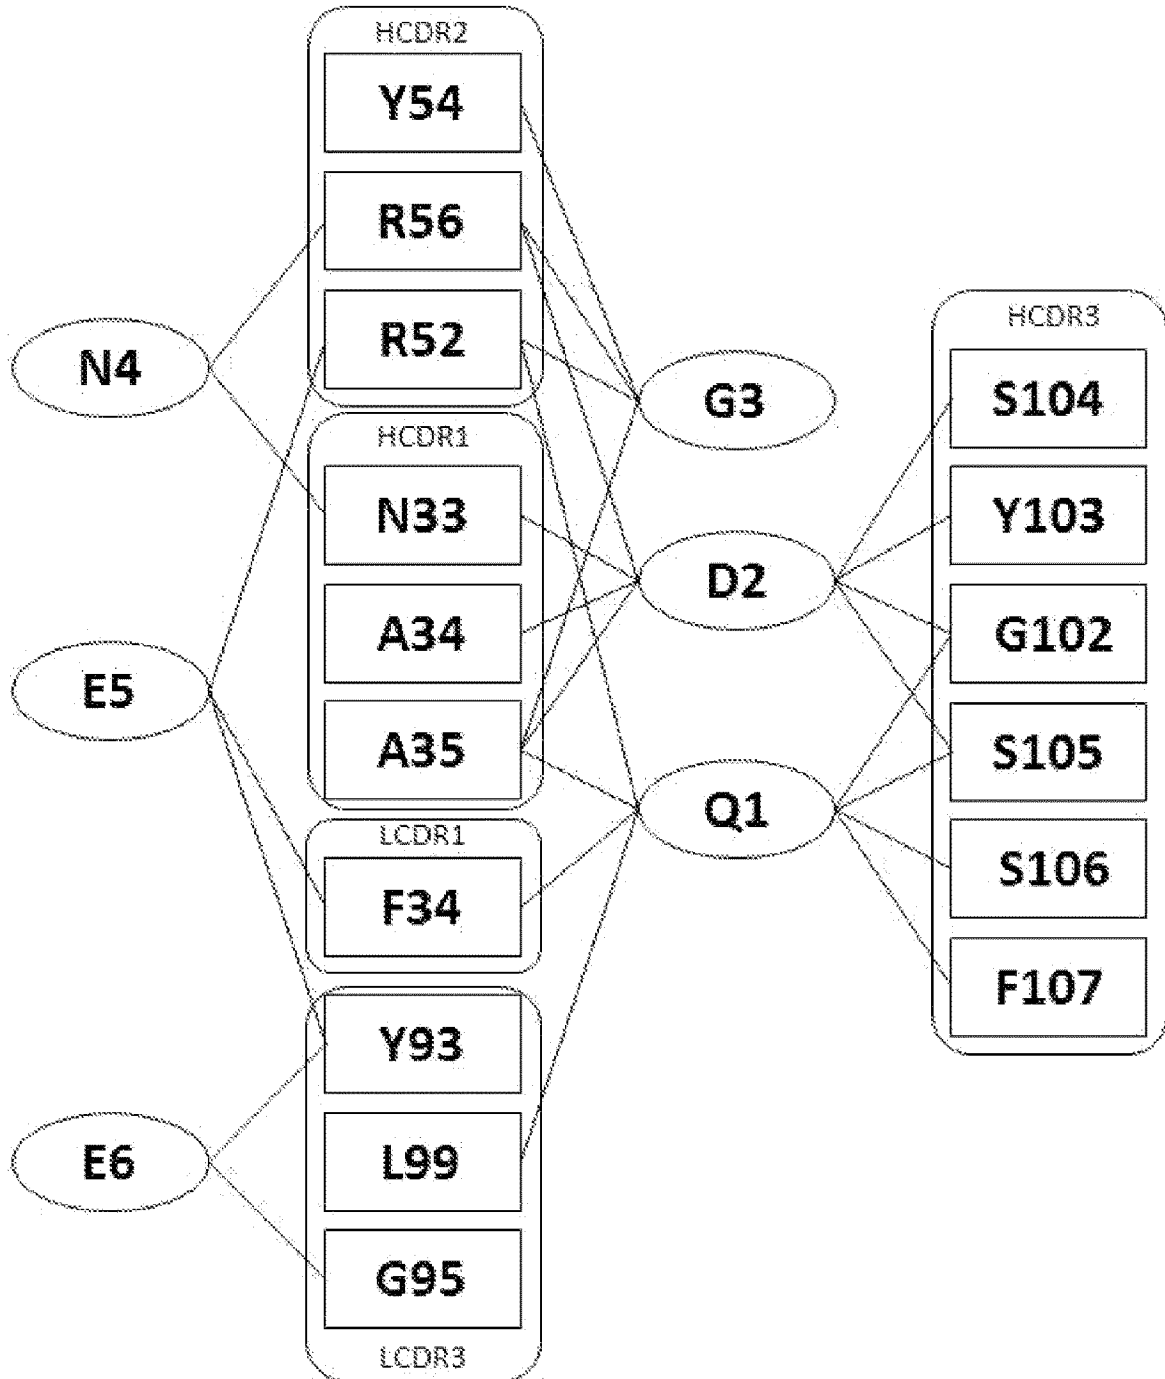 HCDR2
Y54
R56
R52
N4
HCDR1
N33
A34
A35
E5
LCDR1
F34
Y93
L99
G95
LCDR3
E6
G3
D2
Q1
HCDR3
S104
Y103
G102
S105
S106
F107